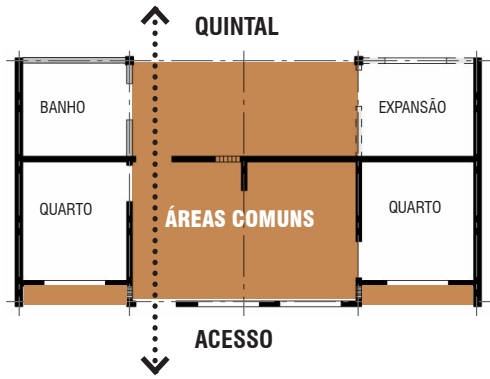 QUINTAL
BANHO
EXPANSÃO
QUARTO
ÁREAS COMUNS
QUARTO
ACESSO